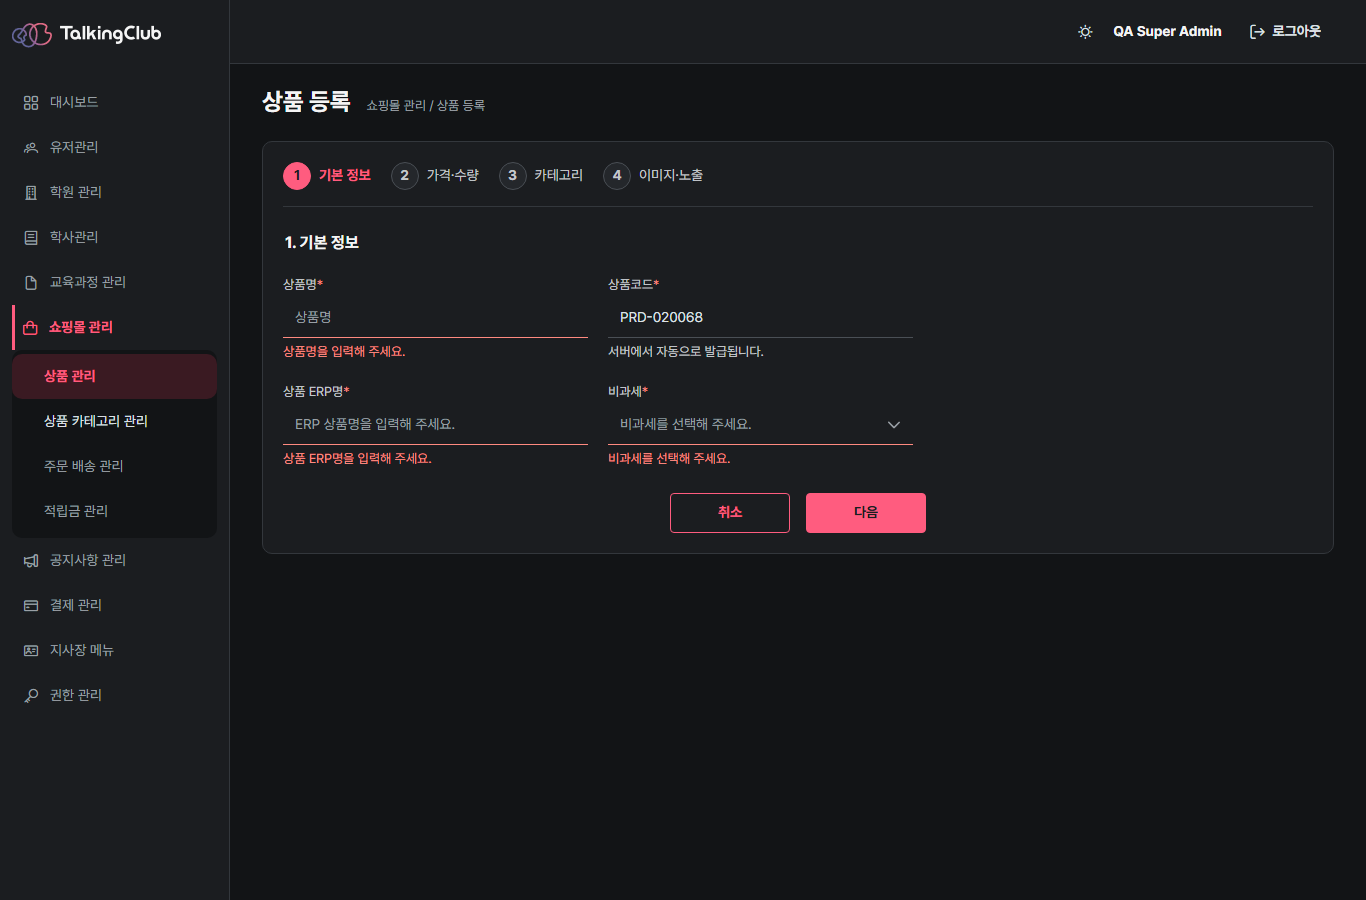 TalkingClub
QA Super Admin
로그아웃
대시보드
유저관리
학원 관리
학사관리
교육과정 관리
쇼핑몰 관리
상품 관리
상품 카테고리 관리
주문 배송 관리
적립금 관리
공지사항 관리
결제 관리
지사장 메뉴
권한 관리
상품 등록 쇼핑몰 관리 / 상품 등록
1 기본 정보 2 가격·수량 3 카테고리 4 이미지·노출
1. 기본 정보
상품명* 상품코드*
상품명 PRD-020068
상품명을 입력해 주세요. 서버에서 자동으로 발급됩니다.
상품 ERP명* 비과세*
ERP 상품명을 입력해 주세요. 비과세를 선택해 주세요.
상품 ERP명을 입력해 주세요. 비과세를 선택해 주세요.
취소 다음